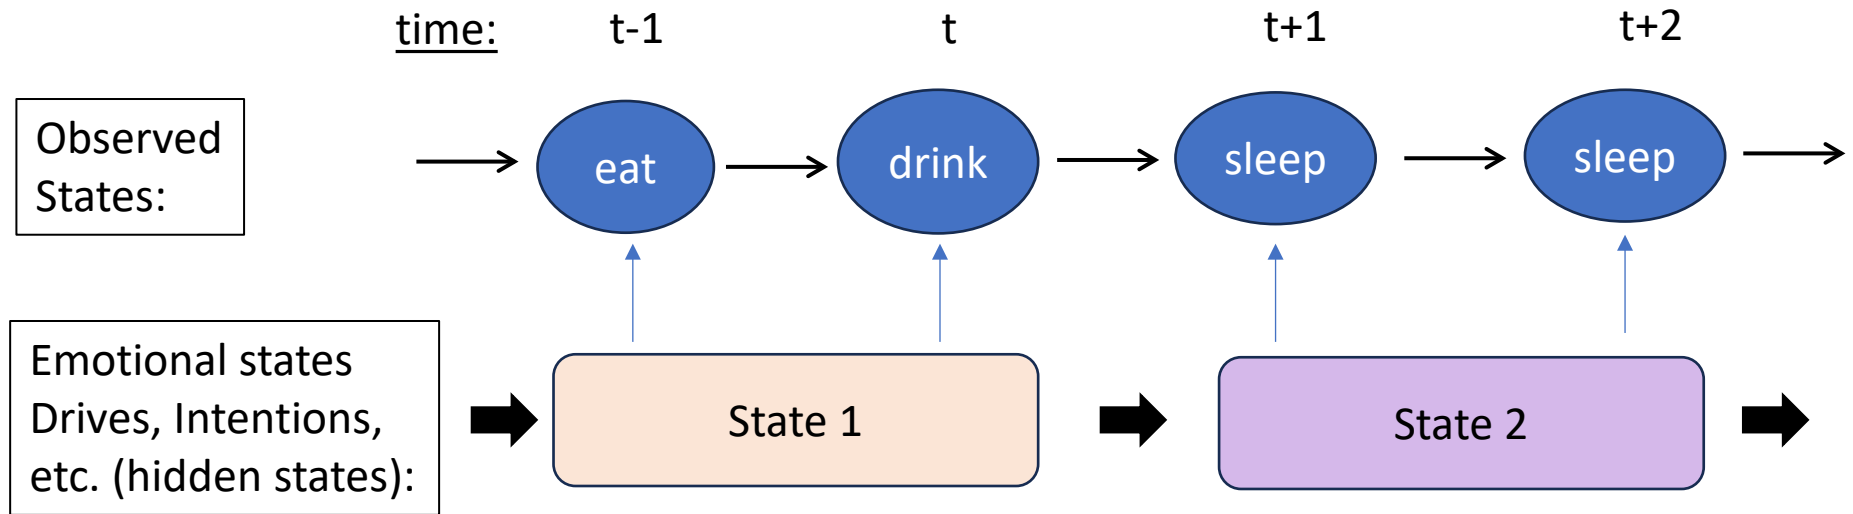 time: t-1 t t+1 t+2
Observed
States:
eat drink sleep sleep
Emotional states
Drives, Intentions,
etc. (hidden states):
State 1 State 2